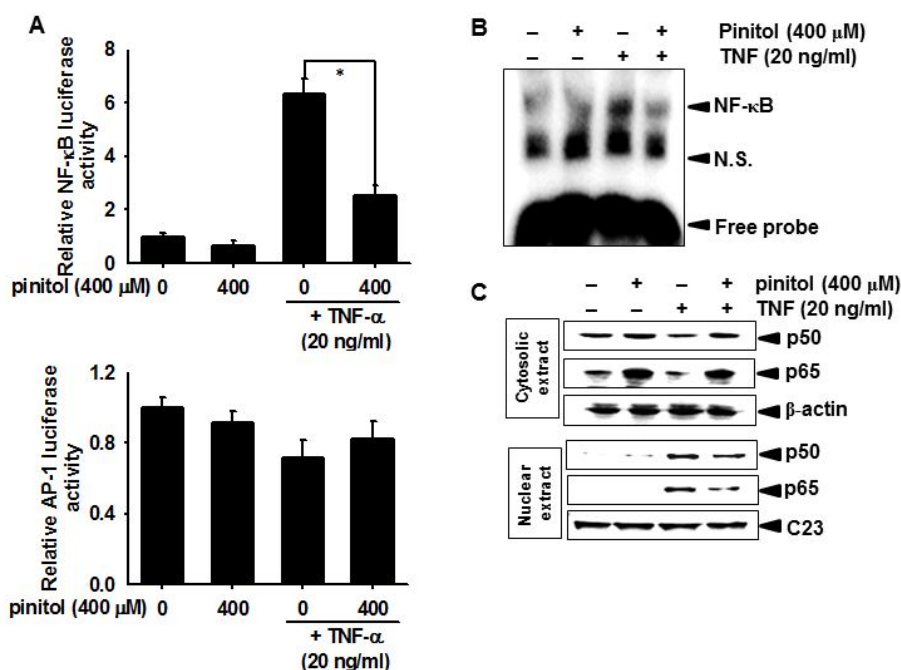 A
Relative NF-κB luciferase
activity
8
6
4
2
0
*
0 400 0 400
pinitol (400 μM)
+ TNF-α
(20 ng/ml)
Relative AP-1 luciferase
activity
1.2
0.8
0.4
0.0
0 400 0 400
pinitol (400 μM)
+ TNF-α
(20 ng/ml)
B
– + – + Pinitol (400 μM)
– – + + TNF (20 ng/ml)
NF-κB
N.S.
Free probe
C
– + – + pinitol (400 μM)
– – + + TNF (20 ng/ml)
Cytosolic
extract
p50
p65
β-actin
Nuclear
extract
p50
p65
C23